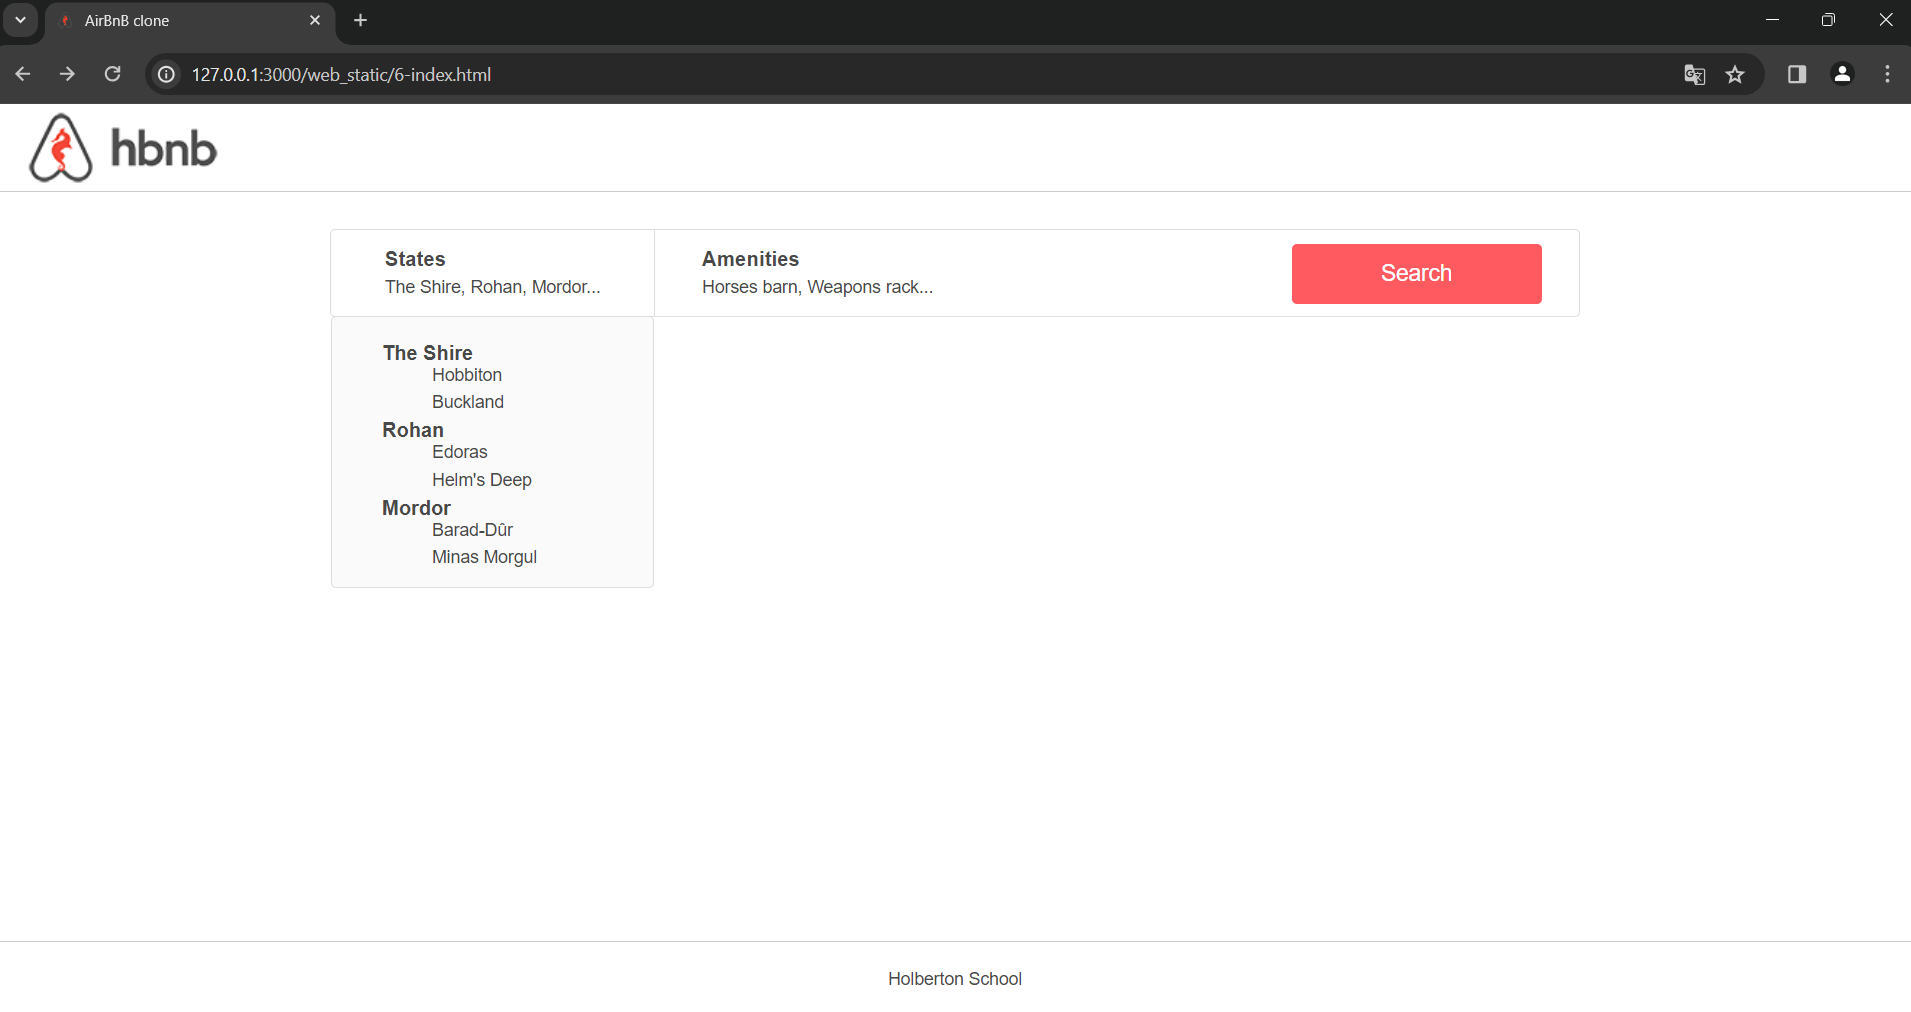 AirBnB clone
127.0.0.1:3000/web_static/6-index.html
hbnb
States
The Shire, Rohan, Mordor...
Amenities
Horses barn, Weapons rack...
Search
The Shire
Hobbiton
Buckland
Rohan
Edoras
Helm's Deep
Mordor
Barad-Dûr
Minas Morgul
Holberton School